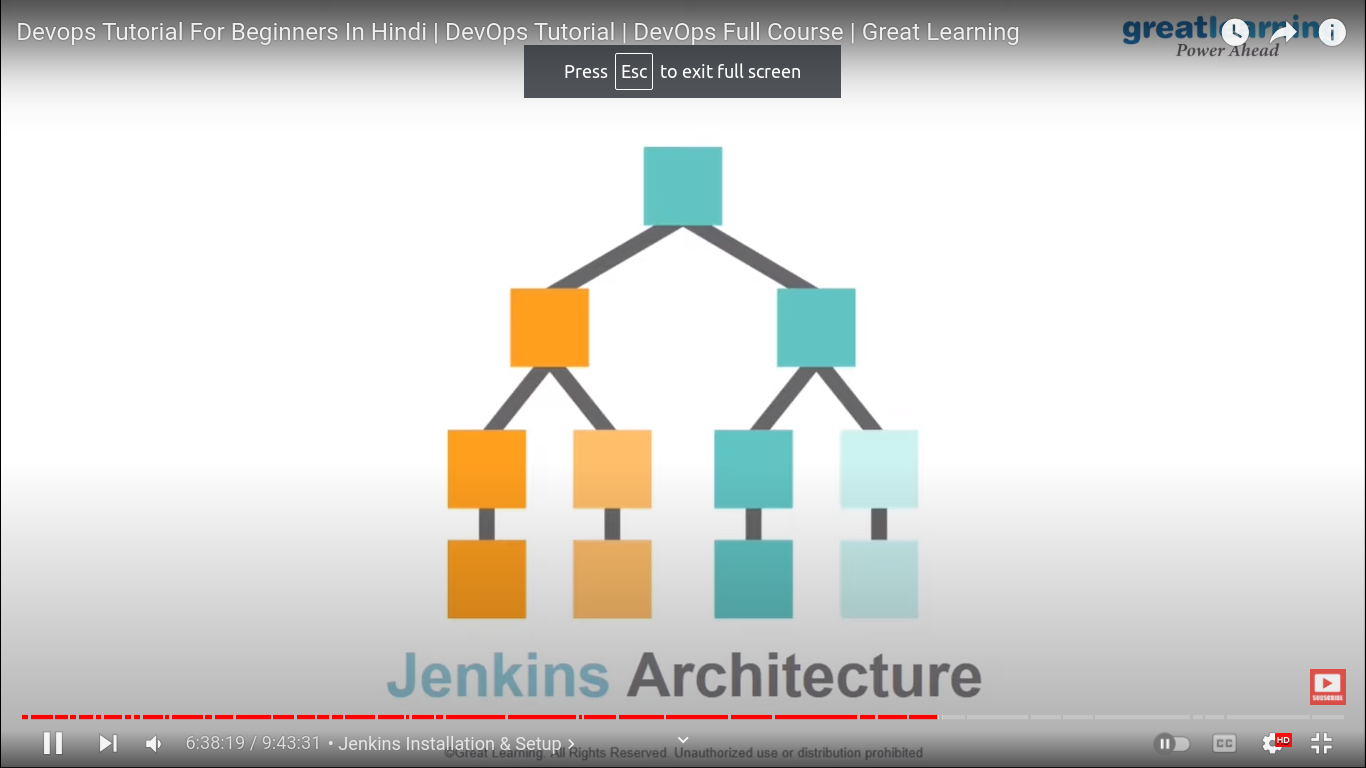 Devops Tutorial For Beginners In Hindi | DevOps Tutorial | DevOps Full Course | Great Learning
greatlearning
Power Ahead
Press Esc to exit full screen
Jenkins Architecture
SUBSCRIBE
6:38:19 / 9:43:31 • Jenkins Installation & Setup
CC
HD
©Great Learning. All Rights Reserved. Unauthorized use or distribution prohibited